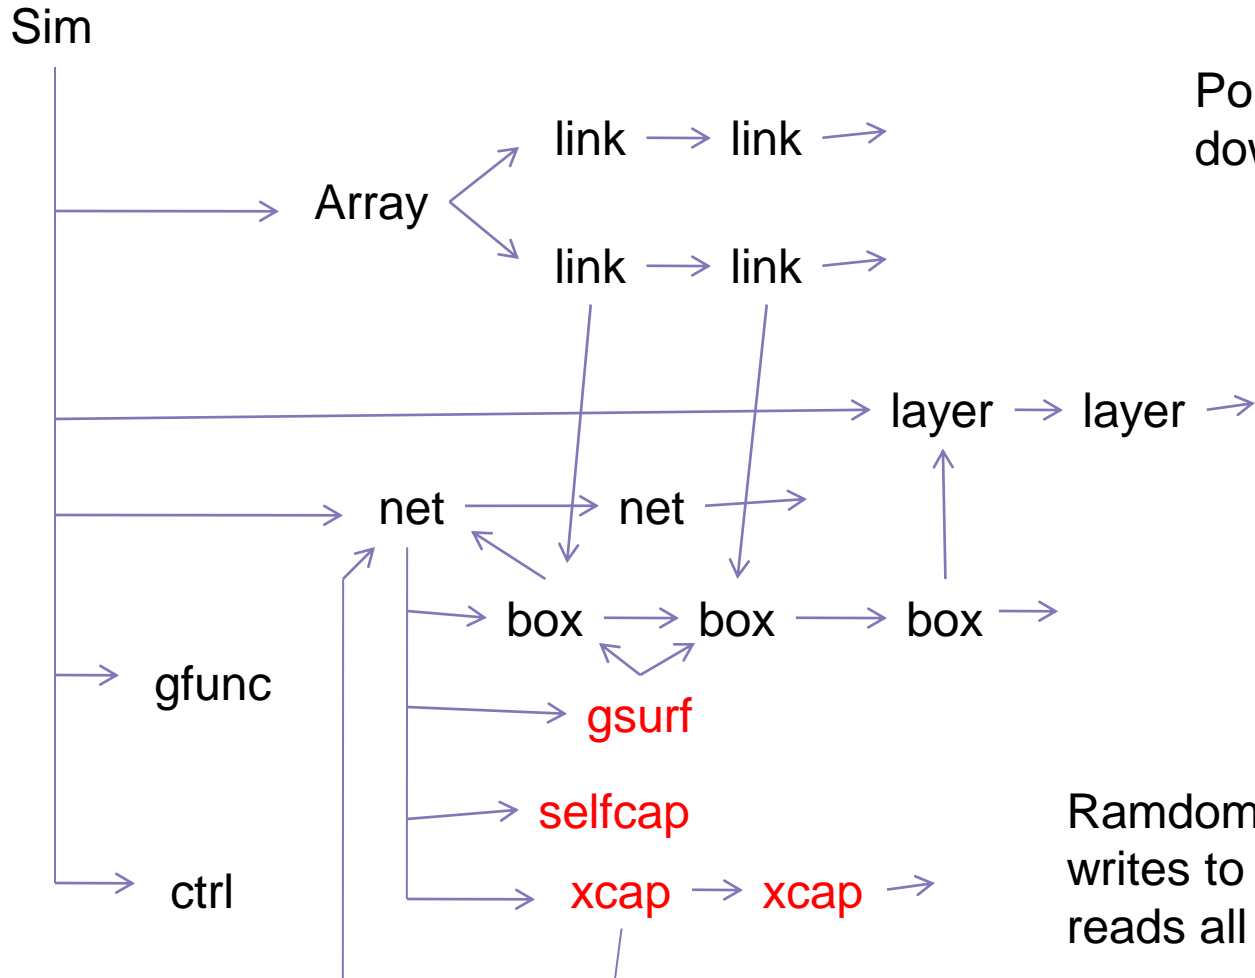 Sim
link link
Array
link link
layer layer
net net
box box box
gfunc
gsurf
selfcap
ctrl
xcap xcap
Ramdom
writes to
reads all